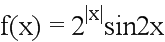 f(x) = 2^|x| sin2x